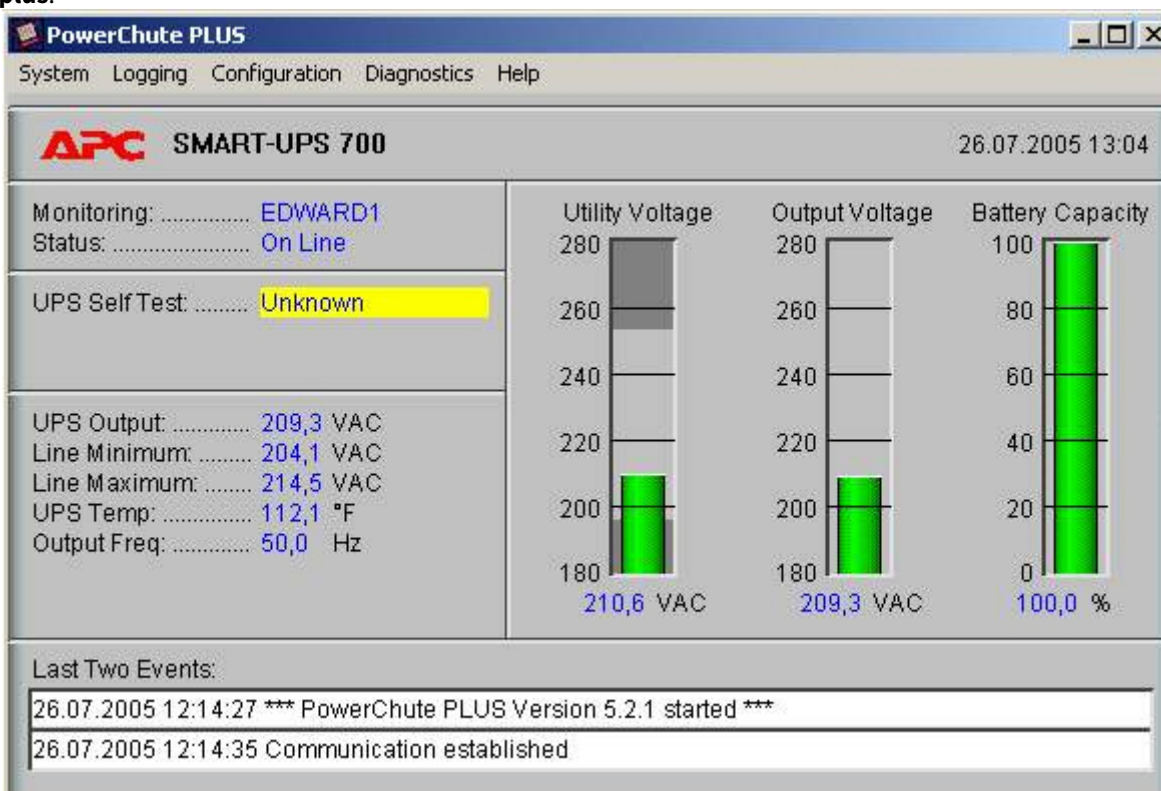 plus.
PowerChute PLUS
System Logging Configuration Diagnostics Help
APC SMART-UPS 700
26.07.2005 13:04
Monitoring: .............. EDWARD1
Status: ...................... On Line
UPS Self Test: ......... Unknown
UPS Output: ............. 209,3 VAC
Line Minimum: ......... 204,1 VAC
Line Maximum: ........ 214,5 VAC
UPS Temp: ............... 112,1 °F
Output Freq: ............. 50,0 Hz
Utility Voltage
280
260
240
220
200
180
210,6 VAC
Output Voltage
280
260
240
220
200
180
209,3 VAC
Battery Capacity
100
80
60
40
20
0
100,0 %
Last Two Events:
26.07.2005 12:14:27 *** PowerChute PLUS Version 5.2.1 started ***
26.07.2005 12:14:35 Communication established